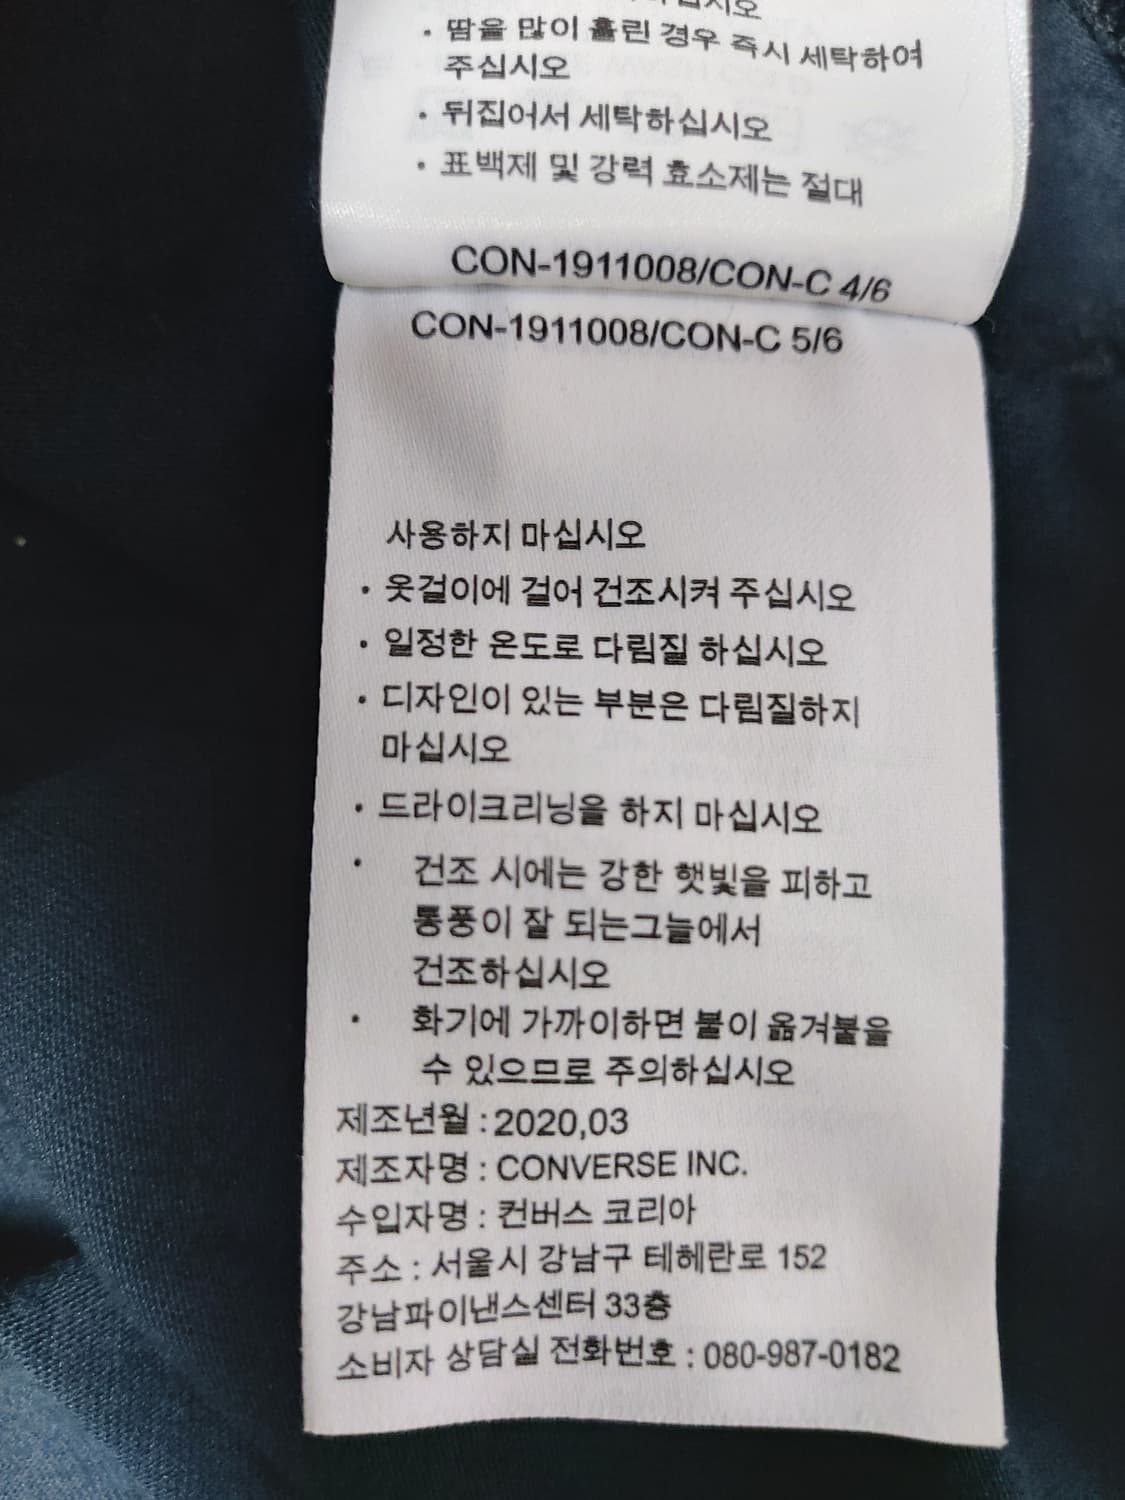 · 땀을 많이 흘린 경우 즉시 세탁하여
주십시오
· 뒤집어서 세탁하십시오
· 표백제 및 강력 효소제는 절대
CON-1911008/CON-C 4/6
CON-1911008/CON-C 5/6
사용하지 마십시오
· 옷걸이에 걸어 건조시켜 주십시오
· 일정한 온도로 다림질 하십시오
· 디자인이 있는 부분은 다림질하지
마십시오
· 드라이크리닝을 하지 마십시오
· 건조 시에는 강한 햇빛을 피하고
통풍이 잘 되는그늘에서
건조하십시오
· 화기에 가까이하면 불이 옮겨붙을
수 있으므로 주의하십시오
제조년월 : 2020,03
제조자명 : CONVERSE INC.
수입자명 : 컨버스 코리아
주소 : 서울시 강남구 테헤란로 152
강남파이낸스센터 33층
소비자 상담실 전화번호 : 080-987-0182